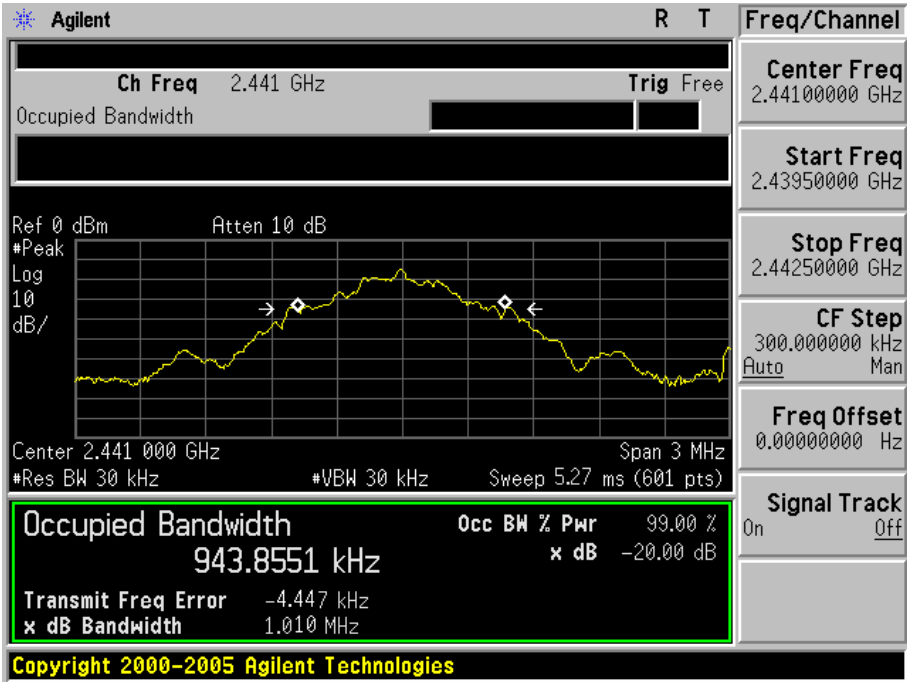 Agilent R T
Ch Freq 2.441 GHz Trig Free
Occupied Bandwidth
Ref 0 dBm Atten 10 dB
#Peak
Log
10
dB/
Center 2.441 000 GHz Span 3 MHz
#Res BW 30 kHz #VBW 30 kHz Sweep 5.27 ms (601 pts)
Occupied Bandwidth
943.8551 kHz
Occ BW % Pwr 99.00 %
x dB -20.00 dB
Transmit Freq Error -4.447 kHz
x dB Bandwidth 1.010 MHz
Copyright 2000-2005 Agilent Technologies
Freq/Channel
Center Freq
2.44100000 GHz
Start Freq
2.43950000 GHz
Stop Freq
2.44250000 GHz
CF Step
300.000000 kHz
Auto Man
Freq Offset
0.00000000 Hz
Signal Track
On Off